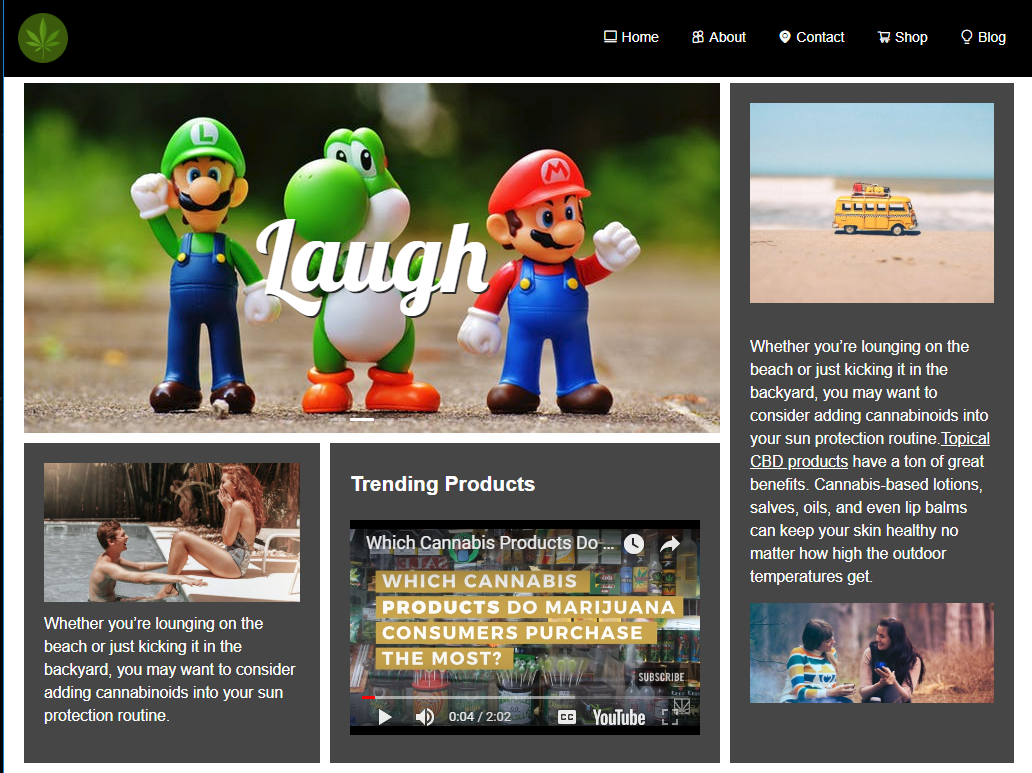 Home About Contact Shop Blog
L
M
Laugh
Whether you’re lounging on the
beach or just kicking it in the
backyard, you may want to consider
adding cannabinoids into your sun
protection routine.
Trending Products
Which Cannabis Products Do ...
WHICH CANNABIS
PRODUCTS DO MARIJUANA
CONSUMERS PURCHASE
THE MOST?
SUBSCRIBE
0:04 / 2:02 CC YouTube
Whether you’re lounging on the
beach or just kicking it in the
backyard, you may want to
consider adding cannabinoids into
your sun protection routine.Topical
CBD products have a ton of great
benefits. Cannabis-based lotions,
salves, oils, and even lip balms
can keep your skin healthy no
matter how high the outdoor
temperatures get.